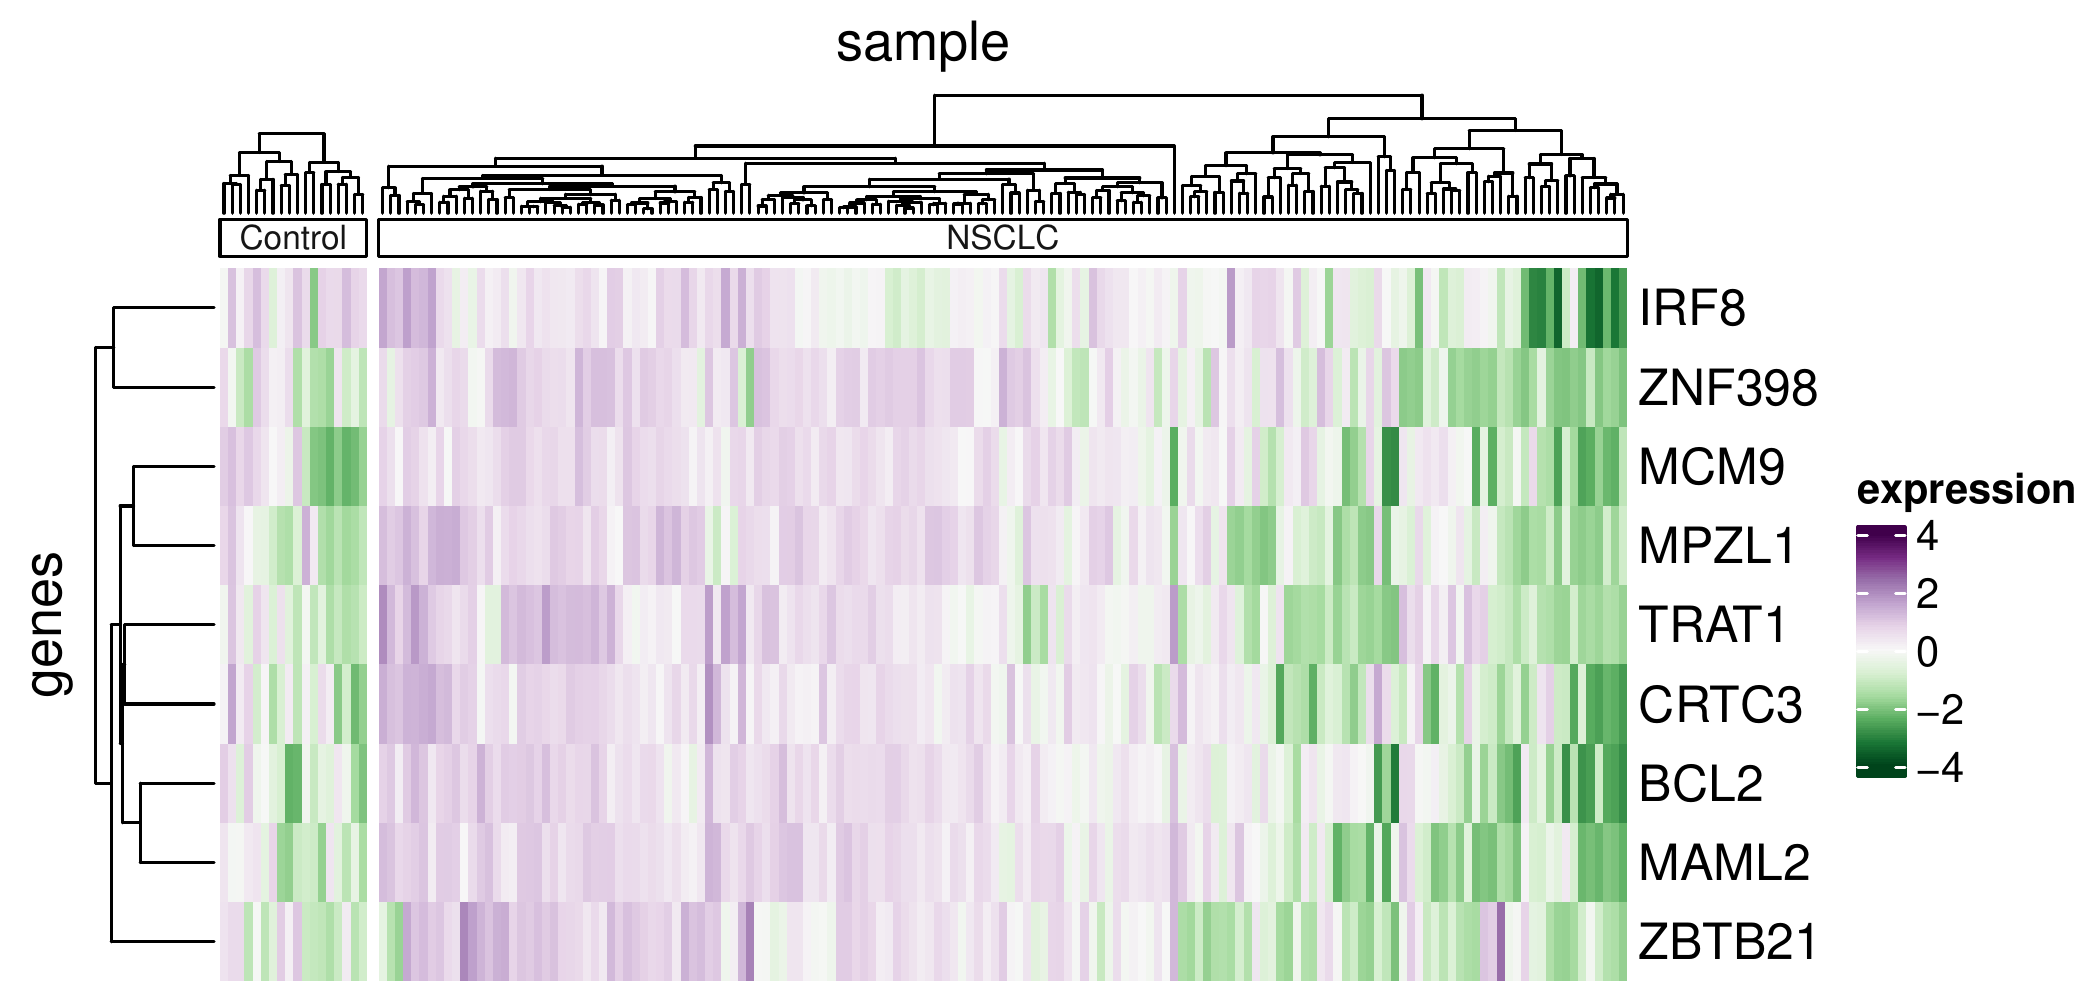 sample
Control
NSCLC
IRF8
ZNF398
MCM9
MPZL1
TRAT1
CRTC3
BCL2
MAML2
ZBTB21
genes
expression
4
2
0
−2
−4